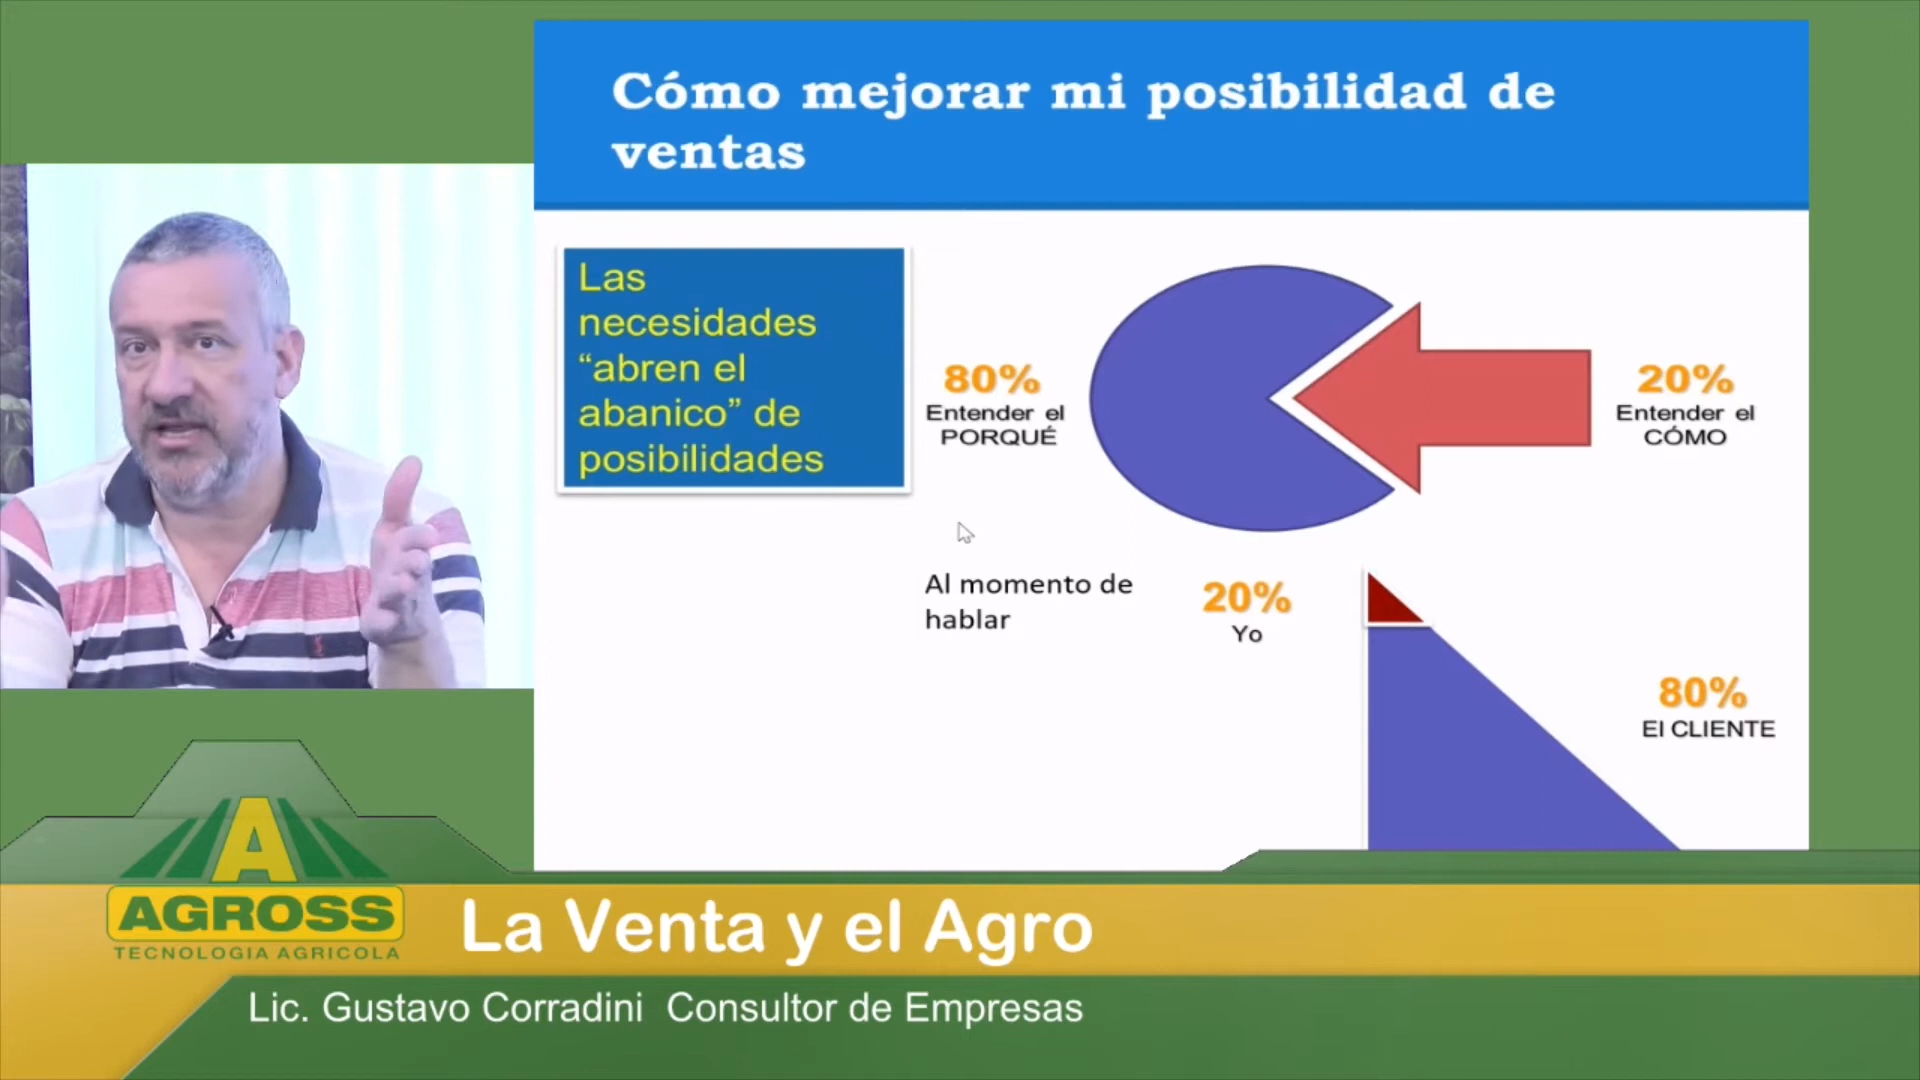 Cómo mejorar mi posibilidad de
ventas
Las
necesidades
“abren el
abanico” de
posibilidades
80%
Entender el
PORQUÉ
20%
Entender el
CÓMO
Al momento de
hablar
20%
Yo
80%
El CLIENTE
A
AGROSS
TECNOLOGIA AGRICOLA
La Venta y el Agro
Lic. Gustavo Corradini Consultor de Empresas